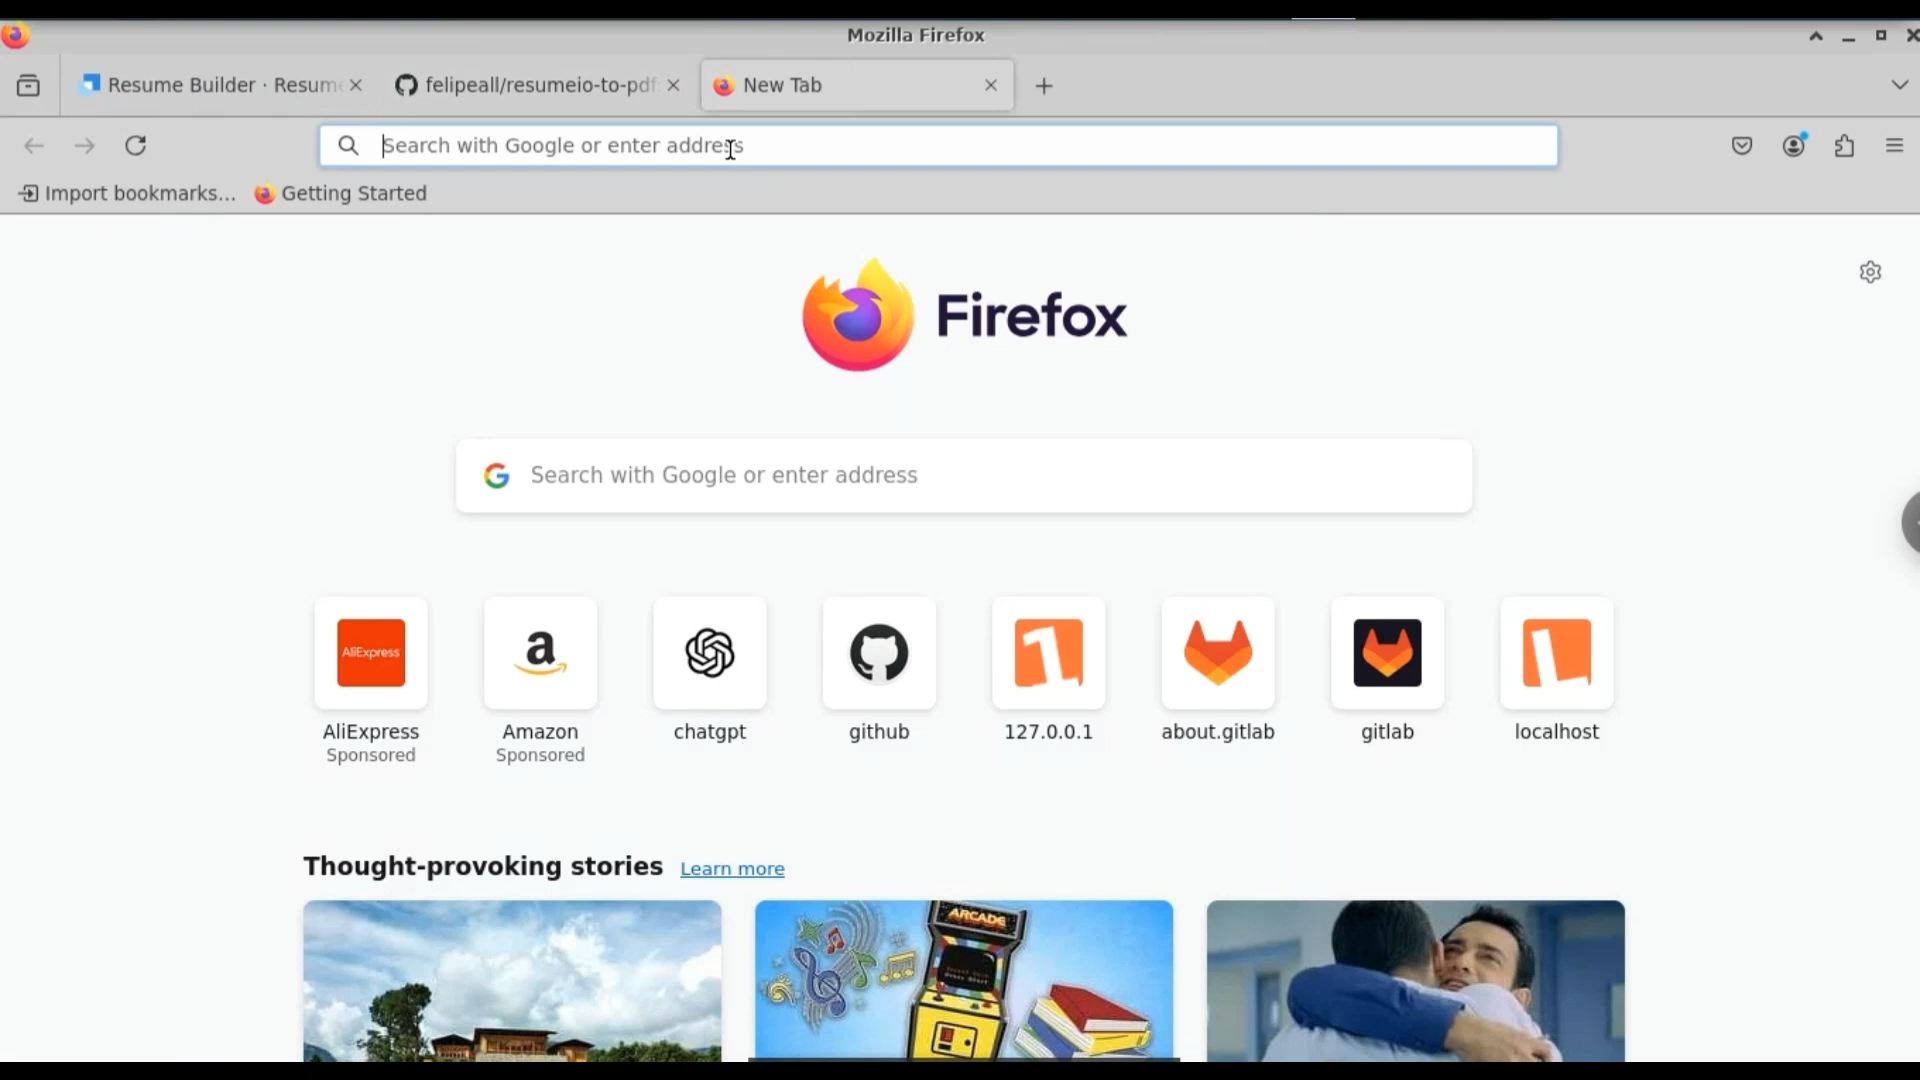 Mozilla Firefox
Resume Builder · Resum
felipeall/resumeio-to-pdf:
New Tab
Search with Google or enter address
Import bookmarks...
Getting Started
Firefox
Search with Google or enter address
AliExpress
a
AliExpress
Sponsored
Amazon
Sponsored
chatgpt
github
127.0.0.1
about.gitlab
gitlab
localhost
Thought-provoking stories
Learn more
ARCADE